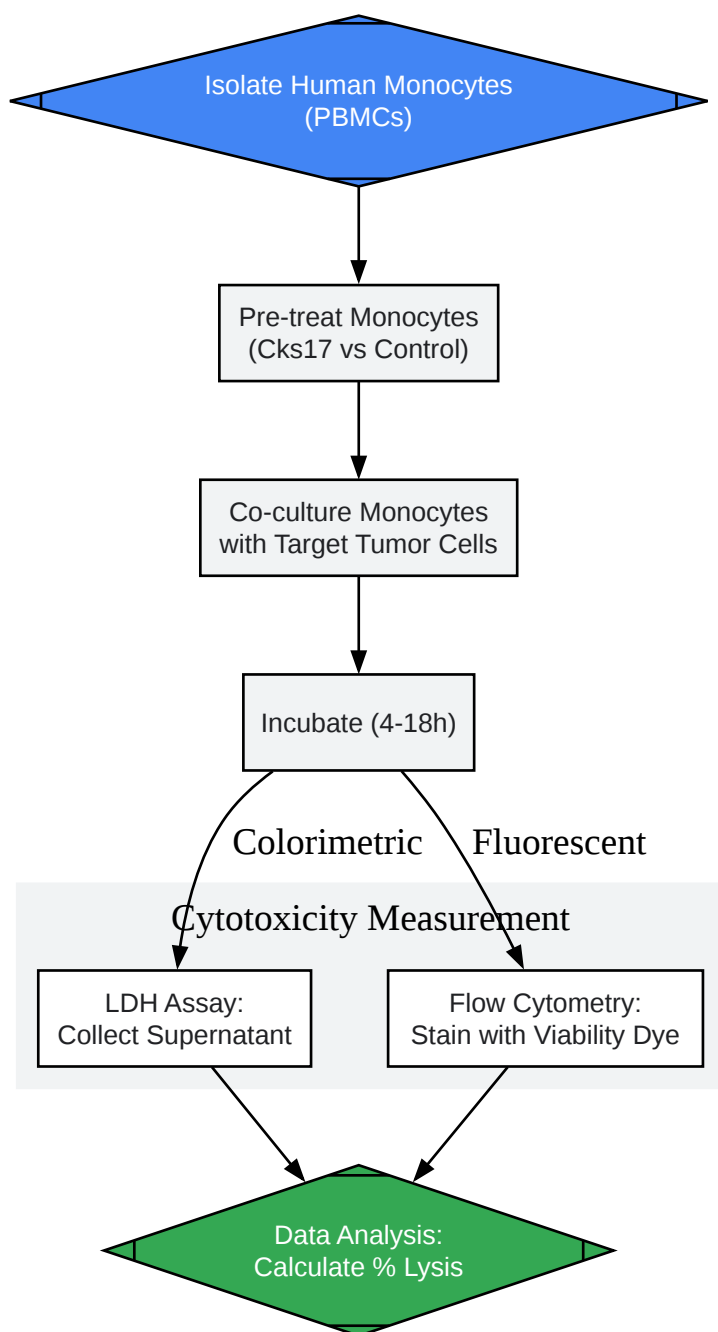 Isolate Human Monocytes
(PBMCs)
Pre-treat Monocytes
(Cks17 vs Control)
Co-culture Monocytes
with Target Tumor Cells
Incubate (4-18h)
Colorimetric
Fluorescent
Cytotoxicity Measurement
LDH Assay:
Collect Supernatant
Flow Cytometry:
Stain with Viability Dye
Data Analysis:
Calculate % Lysis